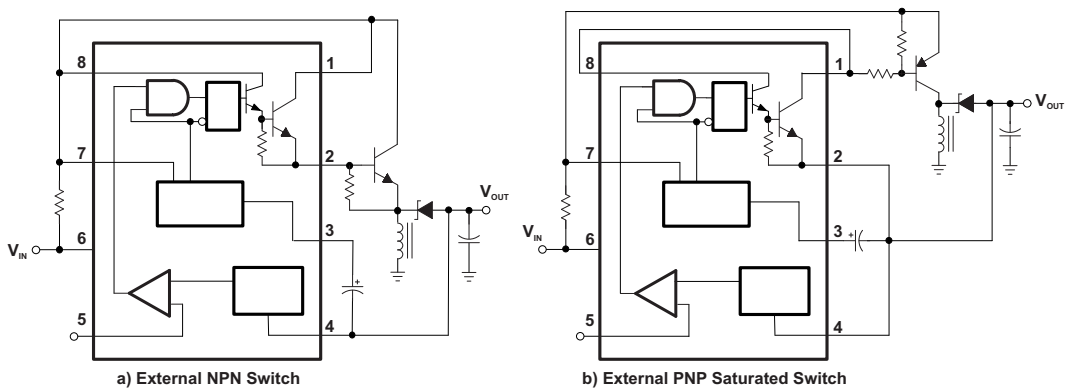 8
1
7
2
V_OUT
3
V_IN
6
5
4
a) External NPN Switch
8
1
V_OUT
7
2
3
V_IN
6
5
4
b) External PNP Saturated Switch